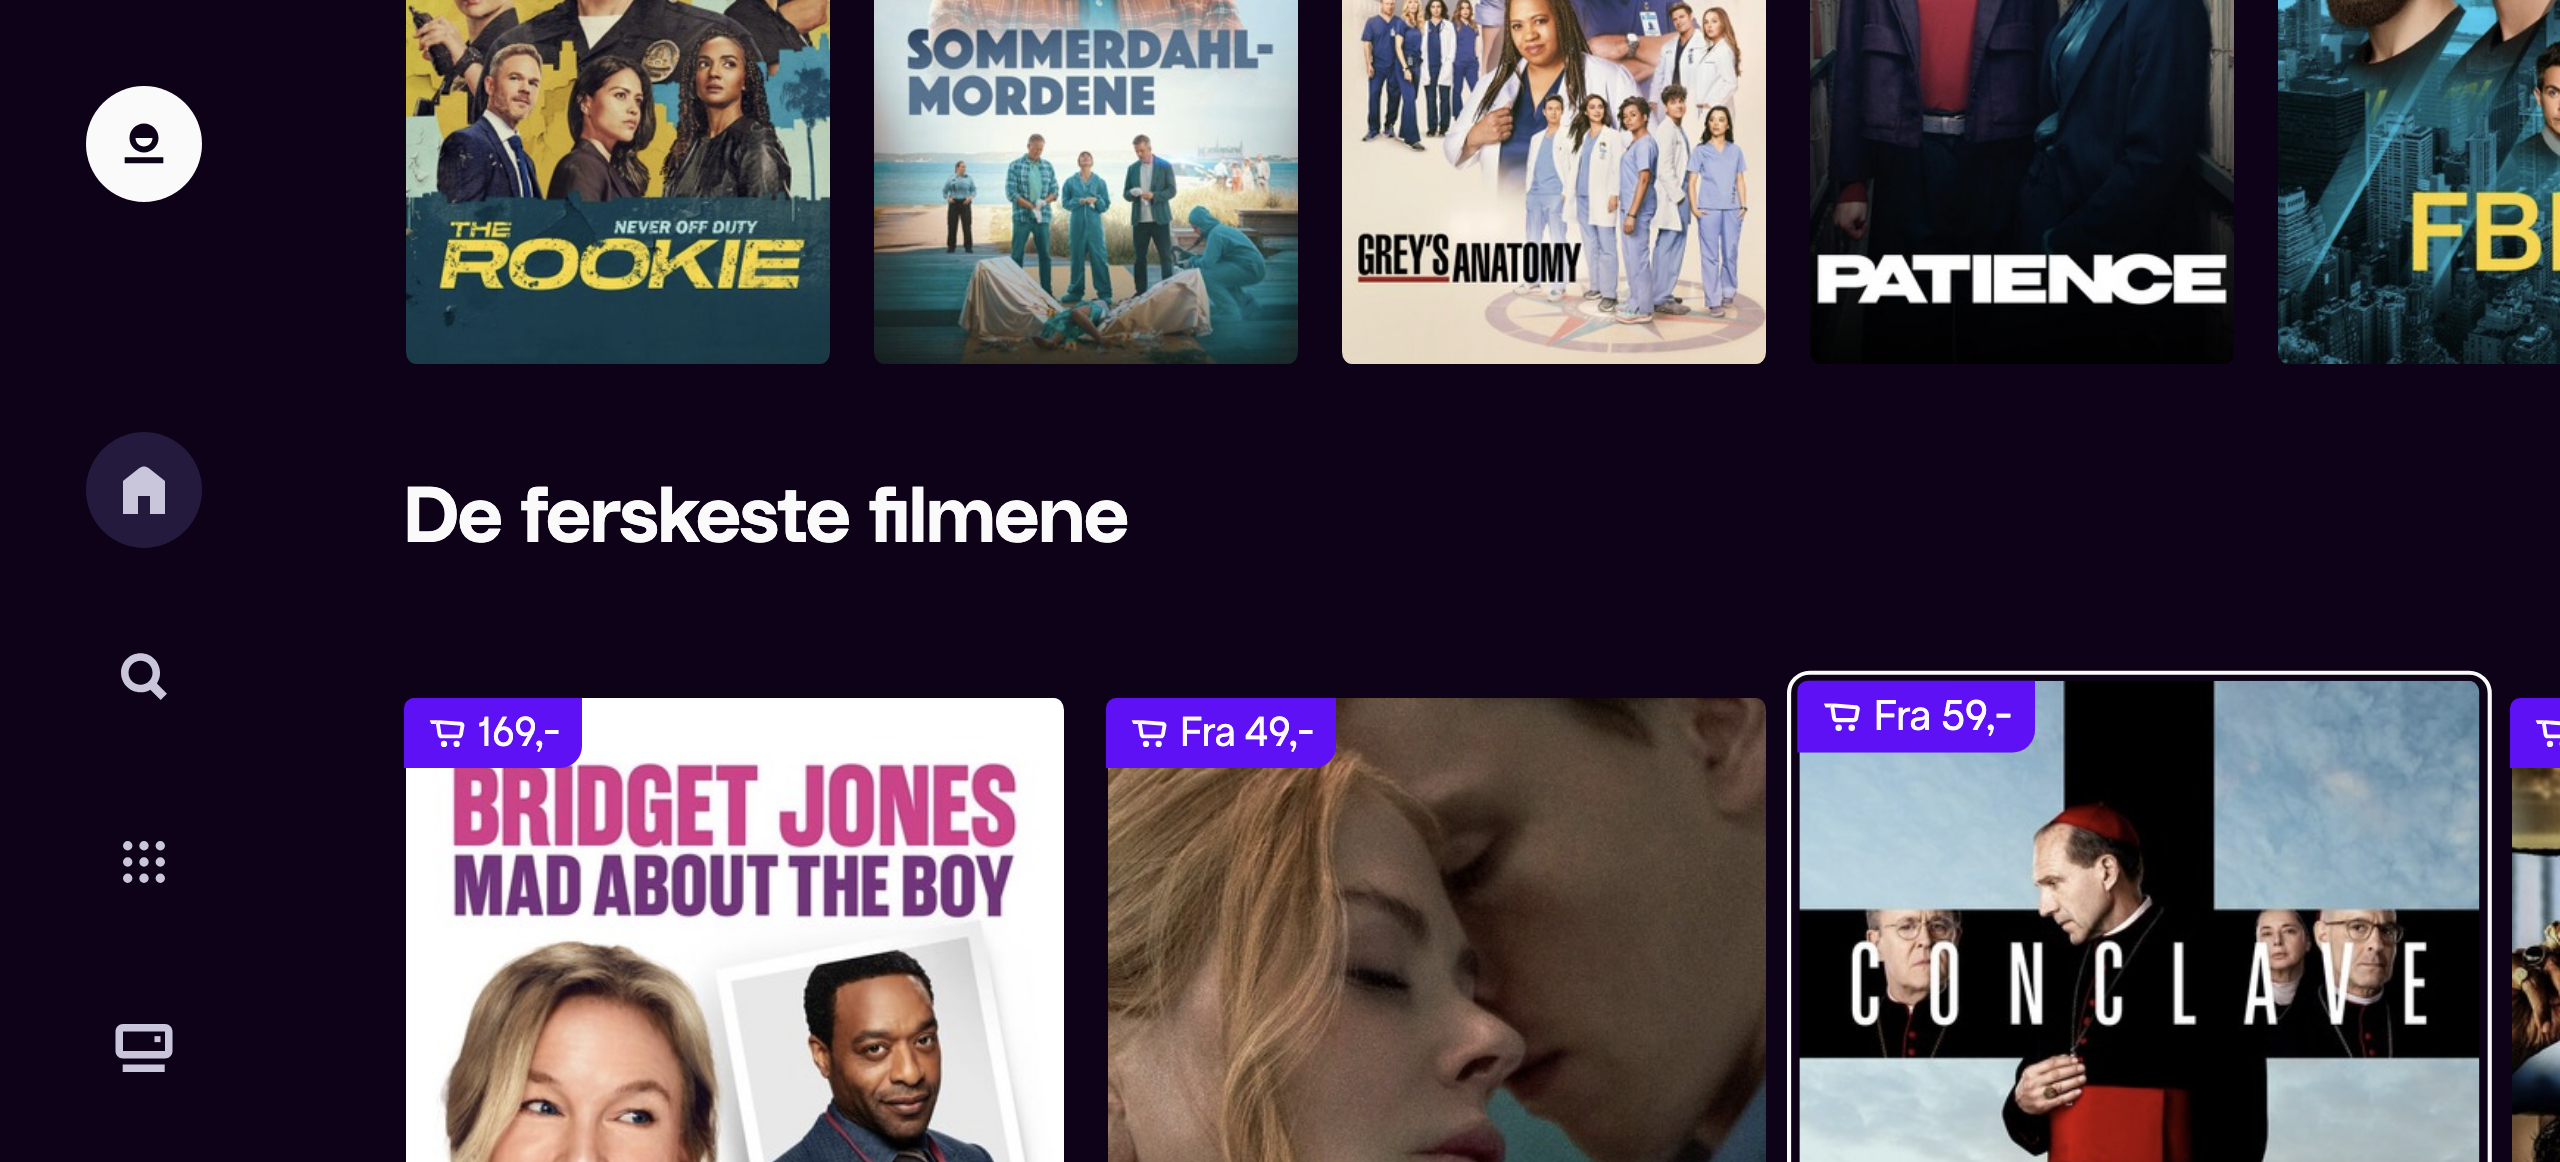 SOMMERDAHL-
MORDENE
THE
NEVER OFF DUTY
ROOKIE
GREY'S ANATOMY
PATIENCE
De ferskeste filmene
169,-
Fra 49,-
Fra 59,-
BRIDGET JONES
MAD ABOUT THE BOY
CONCLAVE